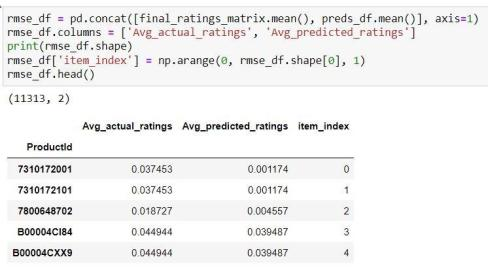 rmse_df = pd.concat([final_ratings_matrix.mean(), preds_df.mean()], axis=1)
rmse_df.columns = ['Avg_actual_ratings', 'Avg_predicted_ratings']
print(rmse_df.shape)
rmse_df['item_index'] = np.arange(0, rmse_df.shape[0], 1)
rmse_df.head()
(11313, 2)
Avg_actual_ratings Avg_predicted_ratings item_index
ProductId
7310172001 0.037453 0.001174 0
7310172101 0.037453 0.001174 1
7800648702 0.018727 0.004557 2
B00004CI84 0.044944 0.039487 3
B00004CXX9 0.044944 0.039487 4